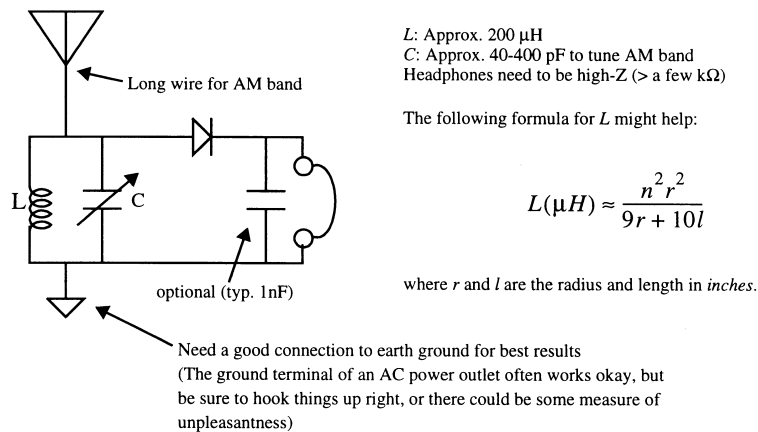 L: Approx. 200 μH
C: Approx. 40-400 pF to tune AM band
Headphones need to be high-Z (> a few kΩ)
Long wire for AM band
The following formula for L might help:
L
C
L(μH) ≈ n²r² / (9r + 10l)
optional (typ. 1nF)
where r and l are the radius and length in inches.
Need a good connection to earth ground for best results
(The ground terminal of an AC power outlet often works okay, but
be sure to hook things up right, or there could be some measure of
unpleasantness)